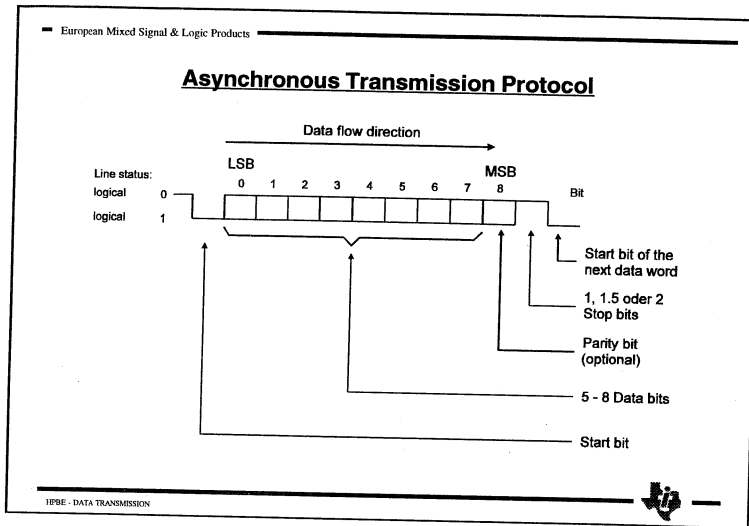 European Mixed Signal & Logic Products
Asynchronous Transmission Protocol
Data flow direction
LSB
MSB
Line status:
0 1 2 3 4 5 6 7 8
Bit
logical 0
logical 1
Start bit of the
next data word
1, 1.5 oder 2
Stop bits
Parity bit
(optional)
5 - 8 Data bits
Start bit
HPBE - DATA TRANSMISSION